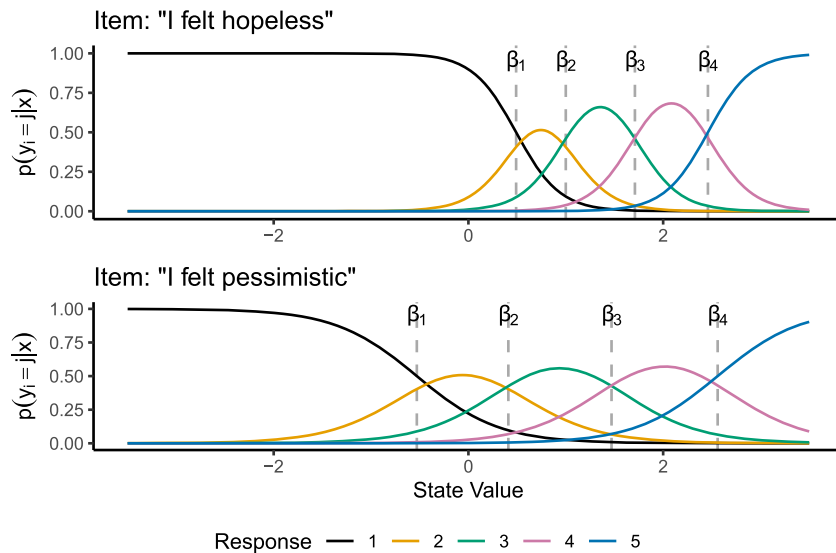 Item: "I felt hopeless"
β1 β2 β3 β4
1.00
0.75
0.50
0.25
0.00
p(yi = j|x)
−2 0 2
Item: "I felt pessimistic"
β1 β2 β3 β4
1.00
0.75
0.50
0.25
0.00
p(yi = j|x)
−2 0 2
State Value
Response 1 2 3 4 5